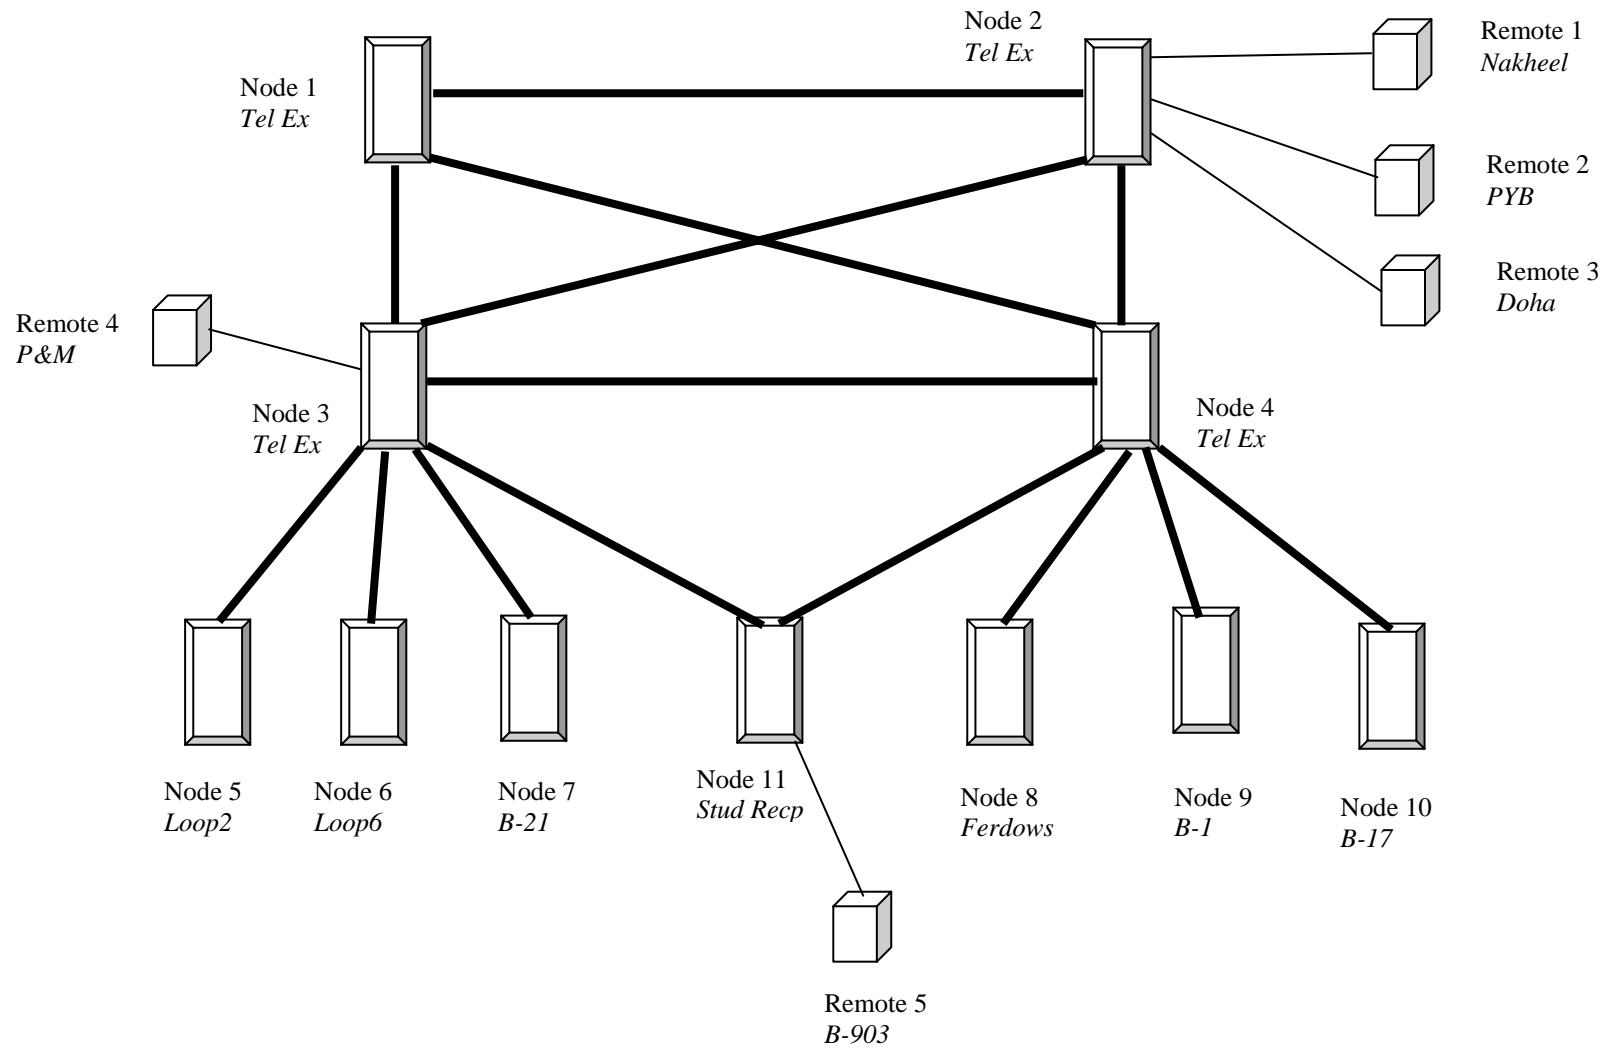 Node 2
Tel Ex
Remote 1
Nakheel
Node 1
Tel Ex
Remote 2
PYB
Remote 3
Doha
Remote 4
P&M
Node 3
Tel Ex
Node 4
Tel Ex
Node 5
Loop2
Node 6
Loop6
Node 7
B-21
Node 11
Stud Recp
Node 8
Ferdows
Node 9
B-1
Node 10
B-17
Remote 5
B-903